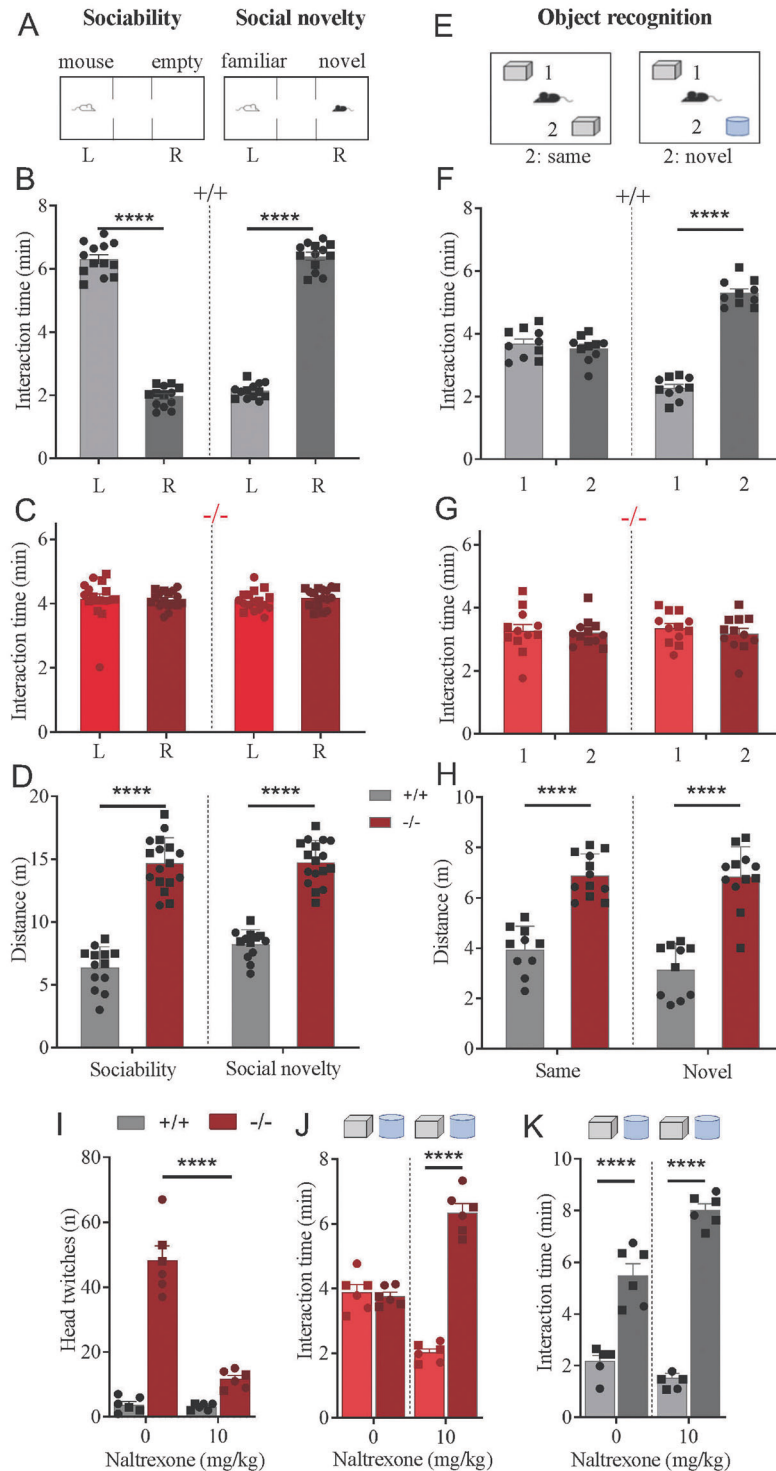 A Sociability Social novelty
mouse empty familiar novel
L R L R
E Object recognition
1 1
2 2
2: same 2: novel
B +/+
**** ****
Interaction time (min)
8
6
4
2
0
L R L R
F +/+
****
Interaction time (min)
8
6
4
2
0
1 2 1 2
C -/-
Interaction time (min)
6
4
2
0
L R L R
G -/-
Interaction time (min)
6
4
2
0
1 2 1 2
D
**** ****
+/+
-/-
Distance (m)
20
15
10
5
0
Sociability Social novelty
H
**** ****
Distance (m)
10
8
6
4
2
0
Same Novel
I +/+ -/-
****
Head twitches (n)
80
60
40
20
0
0 10
Naltrexone (mg/kg)
J
****
Interaction time (min)
8
6
4
2
0
0 10
Naltrexone (mg/kg)
K
**** ****
Interaction time (min)
10
8
6
4
2
0
0 10
Naltrexone (mg/kg)